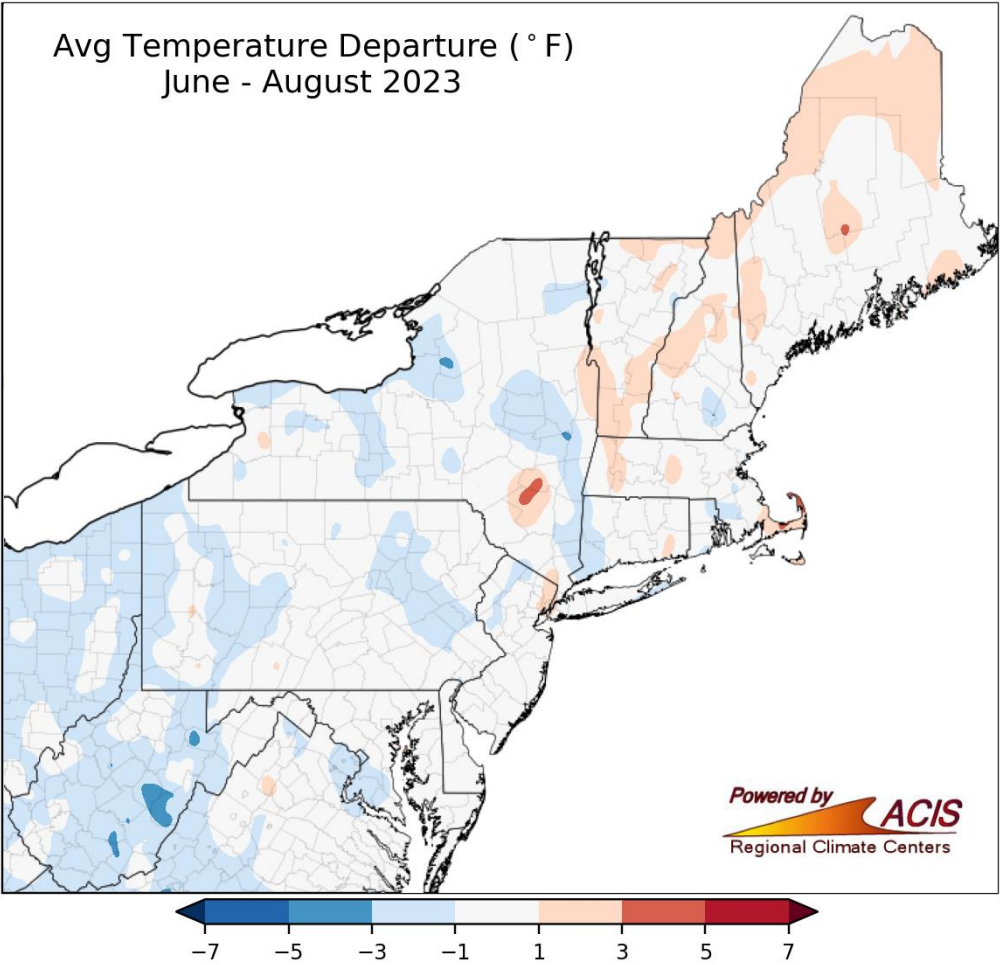 Avg Temperature Departure (°F)
June - August 2023
Powered by
ACIS
Regional Climate Centers
−7 −5 −3 −1 1 3 5 7